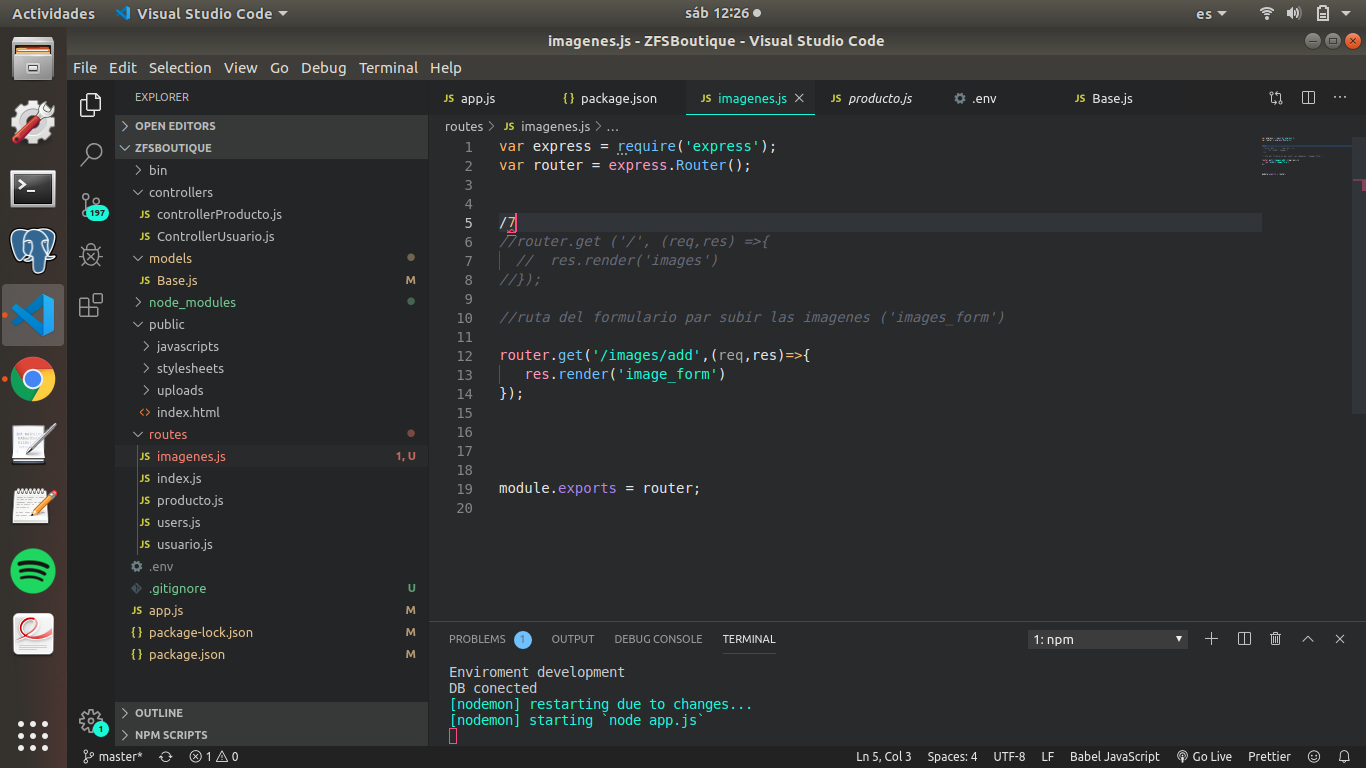 Actividades Visual Studio Code sáb 12:26 es
imagenes.js - ZFSBoutique - Visual Studio Code
File Edit Selection View Go Debug Terminal Help
EXPLORER
OPEN EDITORS
ZFSBOUTIQUE
bin
controllers
JS controllerProducto.js
JS ControllerUsuario.js
models
JS Base.js M
node_modules
public
javascripts
stylesheets
uploads
<> index.html
routes
JS imagenes.js 1, U
JS index.js
JS producto.js
JS users.js
JS usuario.js
.env
.gitignore U
JS app.js M
{} package-lock.json M
{} package.json M
OUTLINE
NPM SCRIPTS
197
1
JS app.js {} package.json JS imagenes.js JS producto.js .env JS Base.js
routes > JS imagenes.js > ...
1 var express = require('express');
2 var router = express.Router();
3
4
5 /7
6 //router.get ('/', (req,res) =>{
7 //  res.render('images')
8 //});
9
10 //ruta del formulario par subir las imagenes ('images_form')
11
12 router.get('/images/add',(req,res)=>{
13 res.render('image_form')
14 });
15
16
17
18
19 module.exports = router;
20
PROBLEMS 1 OUTPUT DEBUG CONSOLE TERMINAL 1: npm
Enviroment development
DB conected
[nodemon] restarting due to changes...
[nodemon] starting `node app.js`
master* 1 0 Ln 5, Col 3 Spaces: 4 UTF-8 LF Babel JavaScript Go Live Prettier